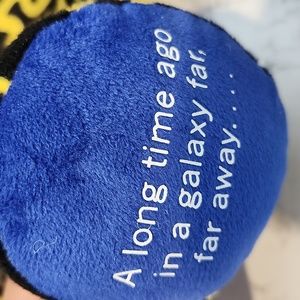 A long time ago
in a galaxy far,
far away....